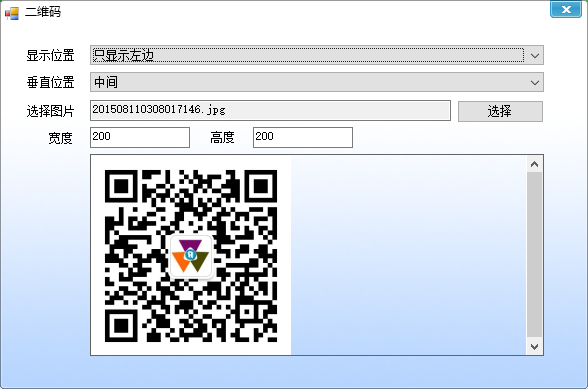 二维码
显示位置 只显示左边
垂直位置 中间
选择图片 201508110308017146.jpg 选择
宽度 200 高度 200